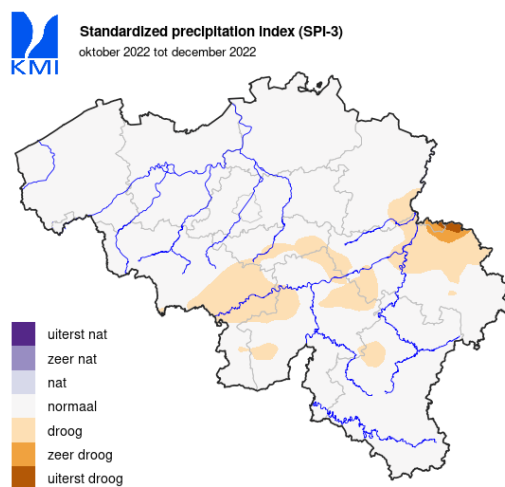 KMI
Standardized precipitation index (SPI-3)
oktober 2022 tot december 2022
uiterst nat
zeer nat
nat
normaal
droog
zeer droog
uiterst droog